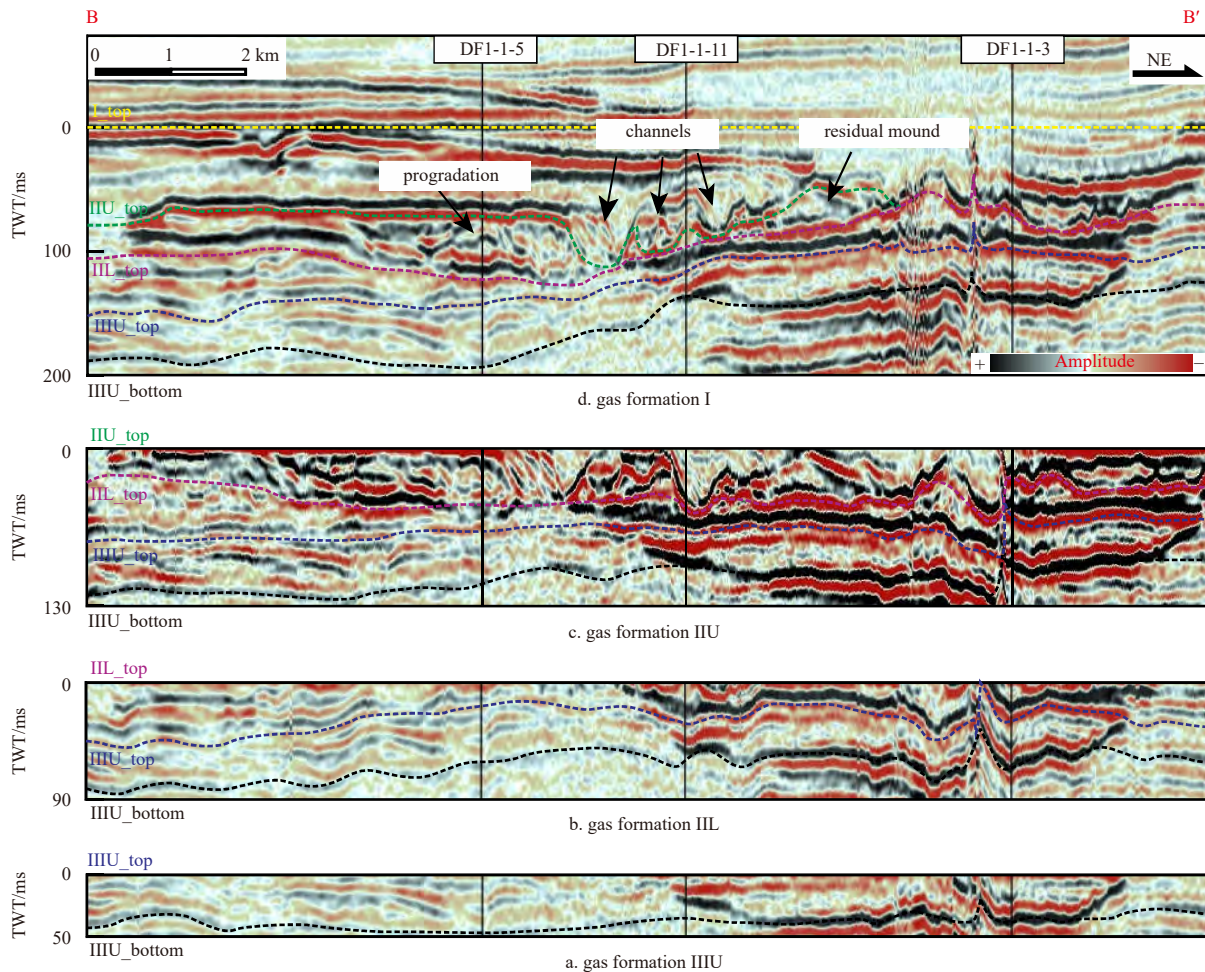 B B′
0 1 2 km
DF1-1-5 DF1-1-11 DF1-1-3
NE
I_top
0
channels residual mound
progradation
IIU_top
TWT/ms
100
IIL_top
IIIU_top
+ Amplitude −
200
IIIU_bottom
d. gas formation I
IIU_top
0
IIL_top
TWT/ms
IIIU_top
130
IIIU_bottom
c. gas formation IIU
IIL_top
0
TWT/ms
IIIU_top
90
IIIU_bottom
b. gas formation IIL
IIIU_top
0
TWT/ms
50
IIIU_bottom
a. gas formation IIIU